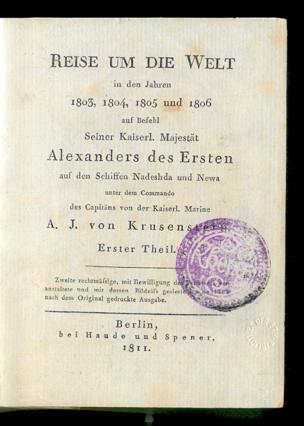 REISE UM DIE WELT
in den Jahren
1803, 1804, 1805 und 1806
auf Befehl
Seiner Kaiserl. Majestät
Alexanders des Ersten
auf den Schiffen Nadeshda und Newa
unter dem Commando
des Capitäns von der Kaiserl. Marine
A. J. von Krusenstern
Erster Theil.
Zweite rechtmäſsige, mit Bewilligung des
anstaltete und mit dessen Bildniſs
nach dem Original gedruckte Ausgabe.
Berlin,
bei Haude und Spener,
1811.